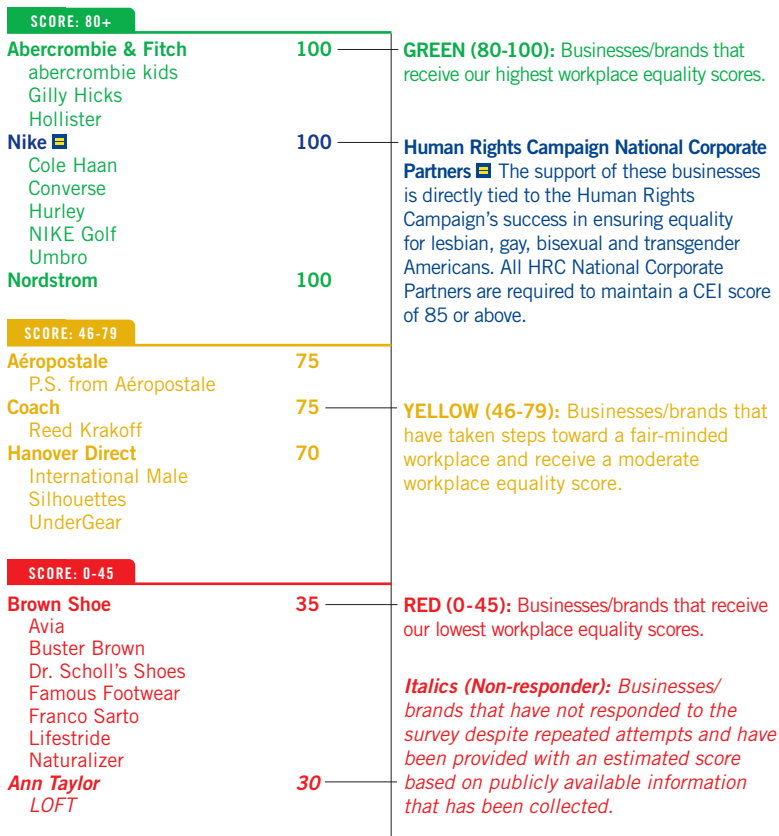 SCORE: 80+
Abercrombie & Fitch 100
abercrombie kids
Gilly Hicks
Hollister
Nike 100
Cole Haan
Converse
Hurley
NIKE Golf
Umbro
Nordstrom 100
GREEN (80-100): Businesses/brands that
receive our highest workplace equality scores.
Human Rights Campaign National Corporate
Partners The support of these businesses
is directly tied to the Human Rights
Campaign’s success in ensuring equality
for lesbian, gay, bisexual and transgender
Americans. All HRC National Corporate
Partners are required to maintain a CEI score
of 85 or above.
SCORE: 46-79
Aéropostale 75
P.S. from Aéropostale
Coach 75
Reed Krakoff
Hanover Direct 70
International Male
Silhouettes
UnderGear
YELLOW (46-79): Businesses/brands that
have taken steps toward a fair-minded
workplace and receive a moderate
workplace equality score.
SCORE: 0-45
Brown Shoe 35
Avia
Buster Brown
Dr. Scholl’s Shoes
Famous Footwear
Franco Sarto
Lifestride
Naturalizer
Ann Taylor 30
LOFT
RED (0-45): Businesses/brands that receive
our lowest workplace equality scores.
Italics (Non-responder): Businesses/
brands that have not responded to the
survey despite repeated attempts and have
been provided with an estimated score
based on publicly available information
that has been collected.